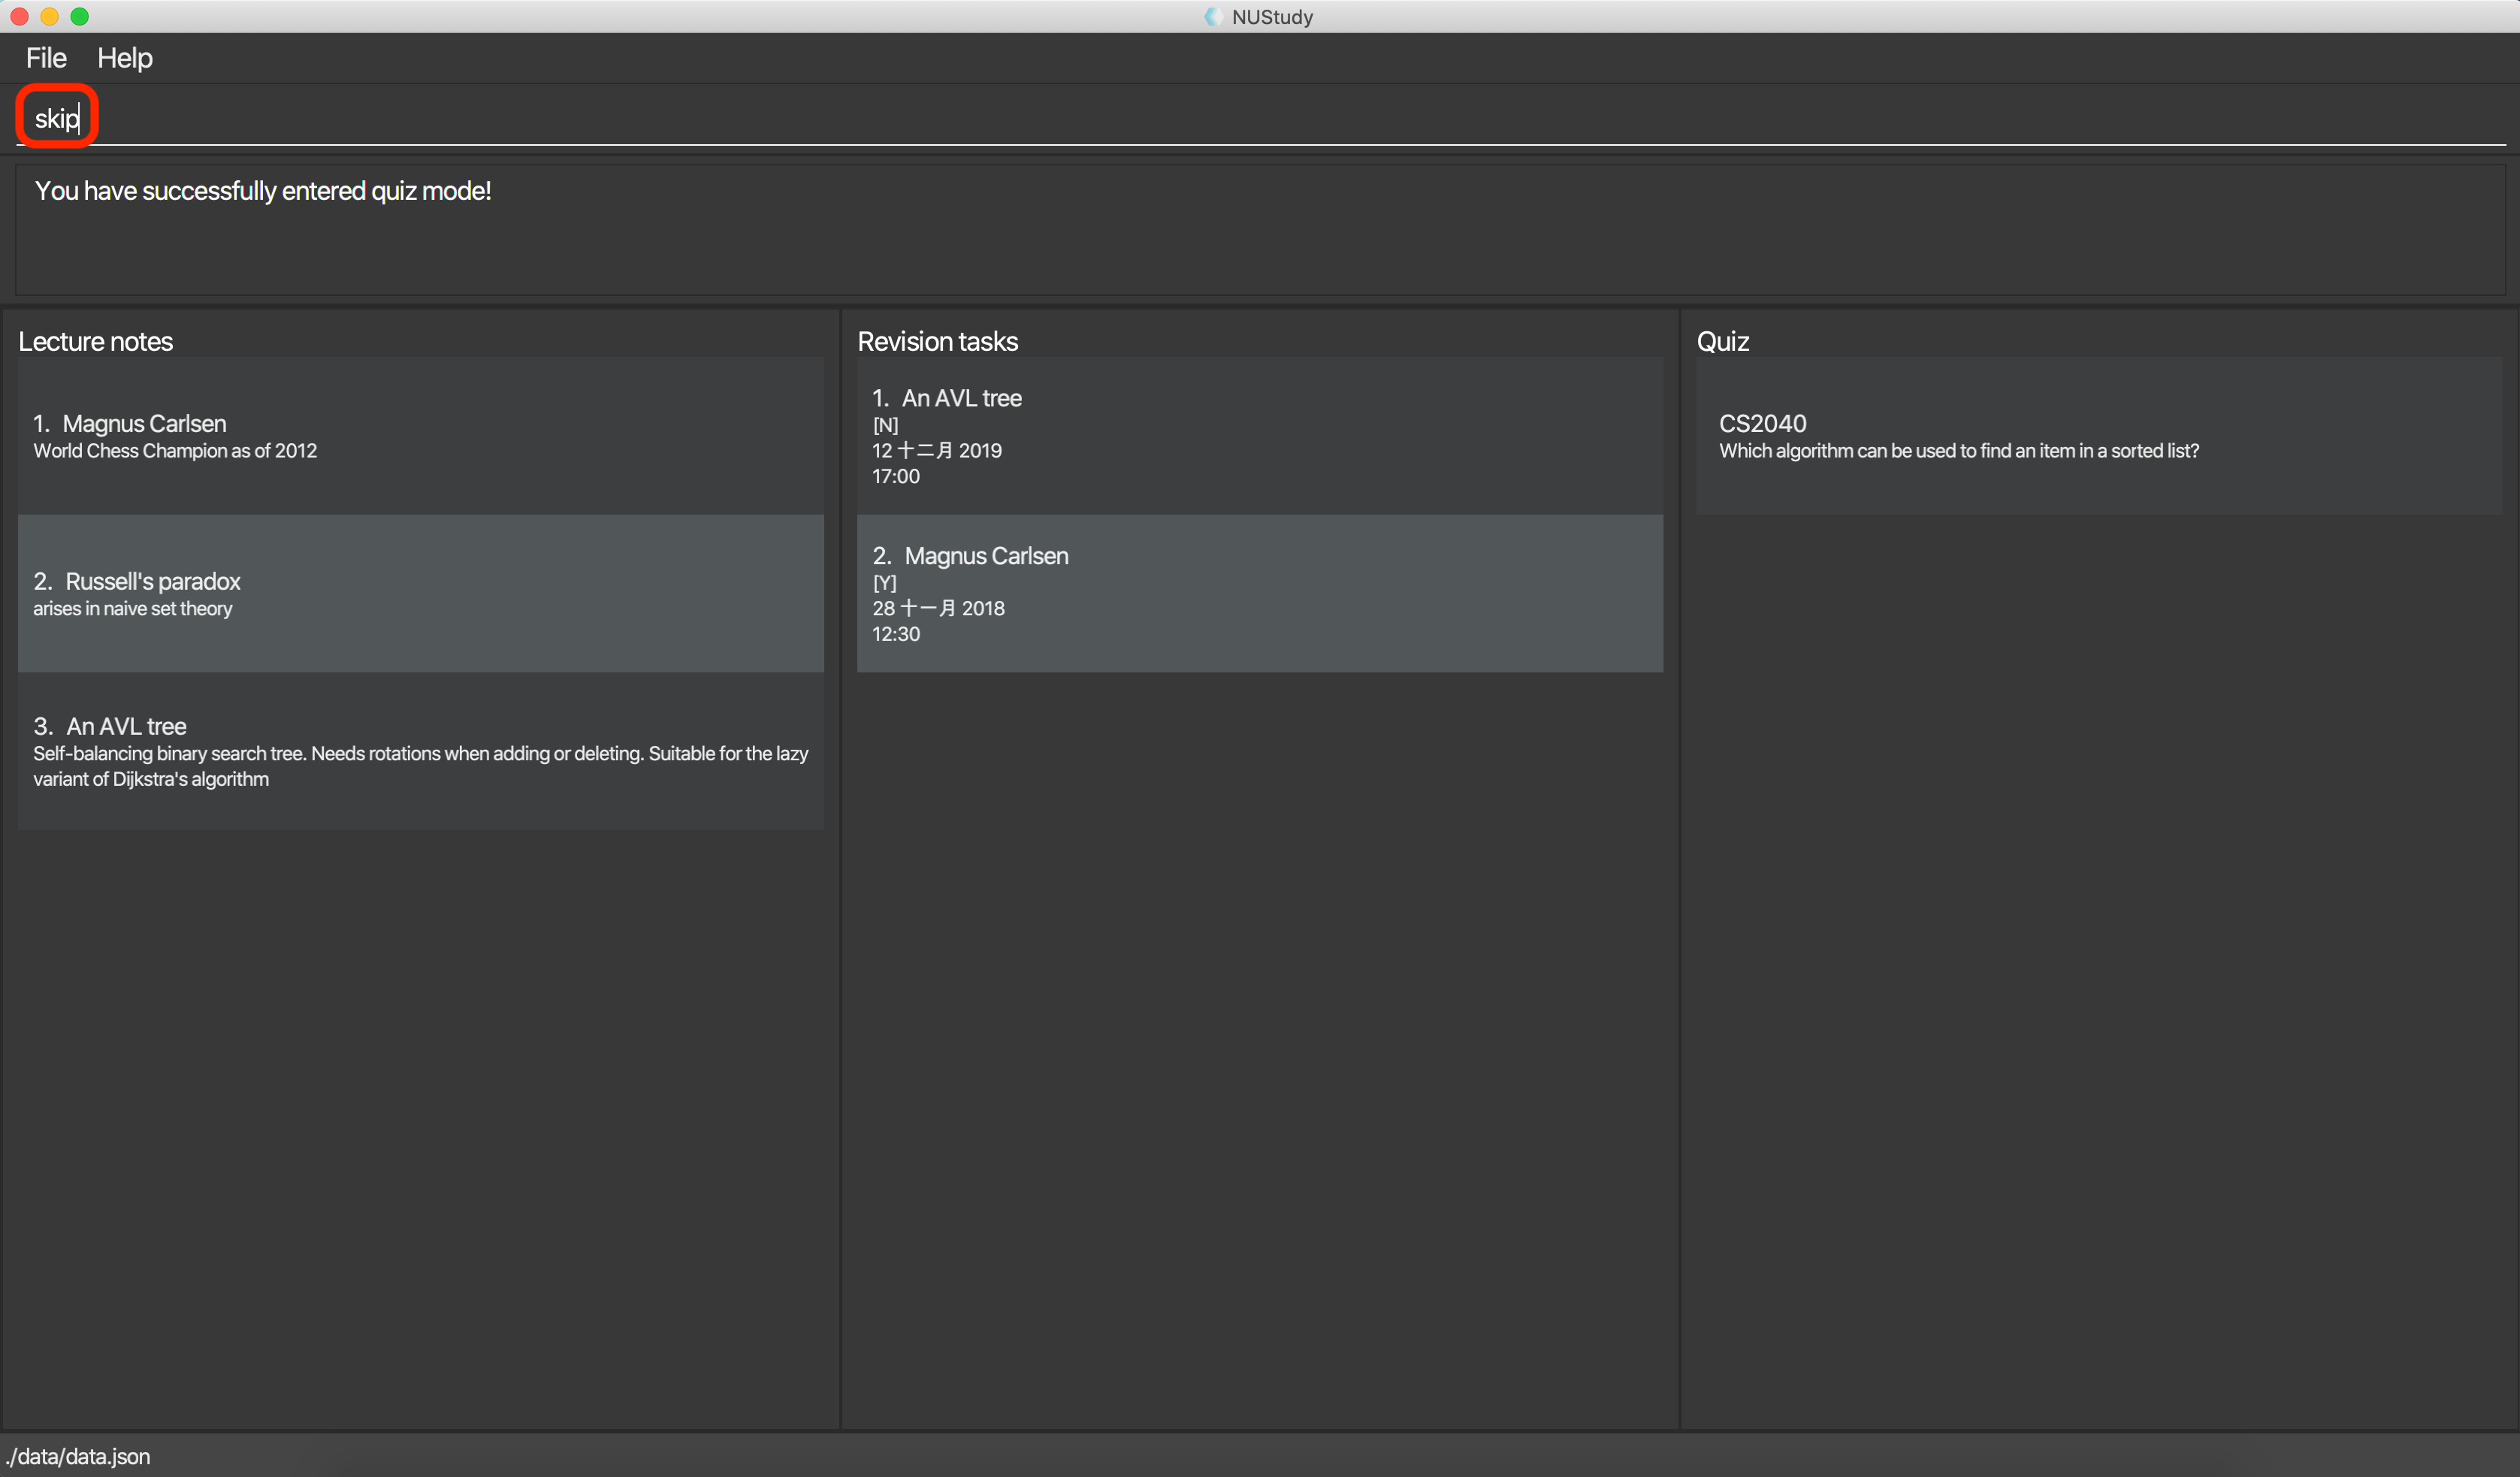 NUStudy
File Help
skip
You have successfully entered quiz mode!
Lecture notes
1. Magnus Carlsen
World Chess Champion as of 2012
2. Russell's paradox
arises in naive set theory
3. An AVL tree
Self-balancing binary search tree. Needs rotations when adding or deleting. Suitable for the lazy
variant of Dijkstra's algorithm
Revision tasks
1. An AVL tree
[N]
12 十二月 2019
17:00
2. Magnus Carlsen
[Y]
28 十一月 2018
12:30
Quiz
CS2040
Which algorithm can be used to find an item in a sorted list?
./data/data.json